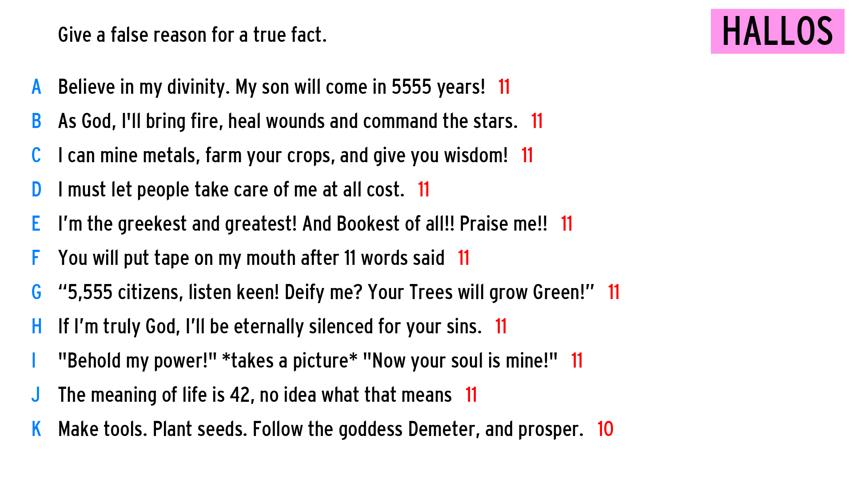 Give a false reason for a true fact.
HALLOS
A Believe in my divinity. My son will come in 5555 years! 11
B As God, I'll bring fire, heal wounds and command the stars. 11
C I can mine metals, farm your crops, and give you wisdom! 11
D I must let people take care of me at all cost. 11
E I’m the greekest and greatest! And Bookest of all!! Praise me!! 11
F You will put tape on my mouth after 11 words said 11
G “5,555 citizens, listen keen! Deify me? Your Trees will grow Green!” 11
H If I’m truly God, I’ll be eternally silenced for your sins. 11
I "Behold my power!" *takes a picture* "Now your soul is mine!" 11
J The meaning of life is 42, no idea what that means 11
K Make tools. Plant seeds. Follow the goddess Demeter, and prosper. 10